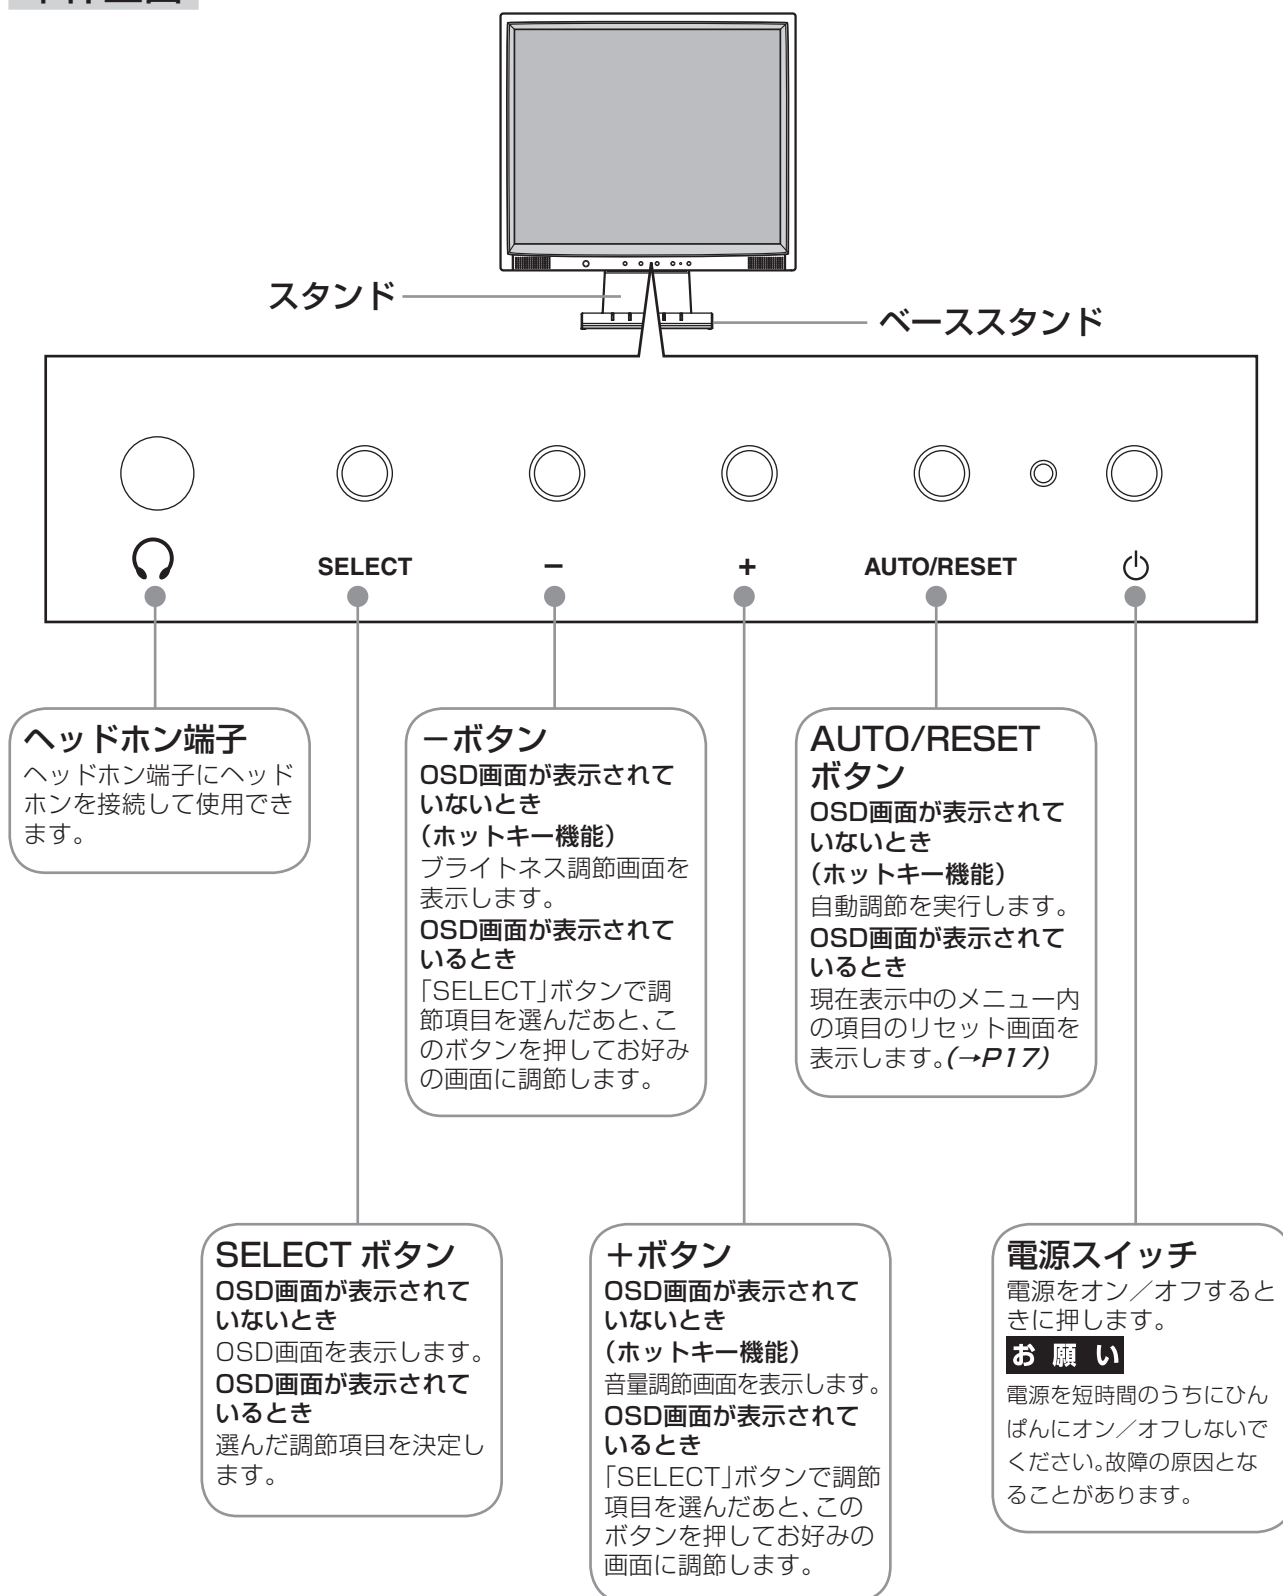 スタンド
ベーススタンド
SELECT
−
+
AUTO/RESET
ヘッドホン端子
ヘッドホン端子にヘッド
ホンを接続して使用でき
ます。
−ボタン
OSD画面が表示されて
いないとき
(ホットキー機能)
ブライトネス調節画面を
表示します。
OSD画面が表示されて
いるとき
「SELECT」ボタンで調
節項目を選んだあと、こ
のボタンを押してお好み
の画面に調節します。
AUTO/RESET
ボタン
OSD画面が表示されて
いないとき
(ホットキー機能)
自動調節を実行します。
OSD画面が表示されて
いるとき
現在表示中のメニュー内
の項目のリセット画面を
表示します。(→P17)
SELECT ボタン
OSD画面が表示されて
いないとき
OSD画面を表示します。
OSD画面が表示されて
いるとき
選んだ調節項目を決定し
ます。
+ボタン
OSD画面が表示されて
いないとき
(ホットキー機能)
音量調節画面を表示します。
OSD画面が表示されて
いるとき
「SELECT」ボタンで調節
項目を選んだあと、この
ボタンを押してお好みの
画面に調節します。
電源スイッチ
電源をオン/オフすると
きに押します。
お願い
電源を短時間のうちにひん
ぱんにオン/オフしないで
ください。故障の原因とな
ることがあります。